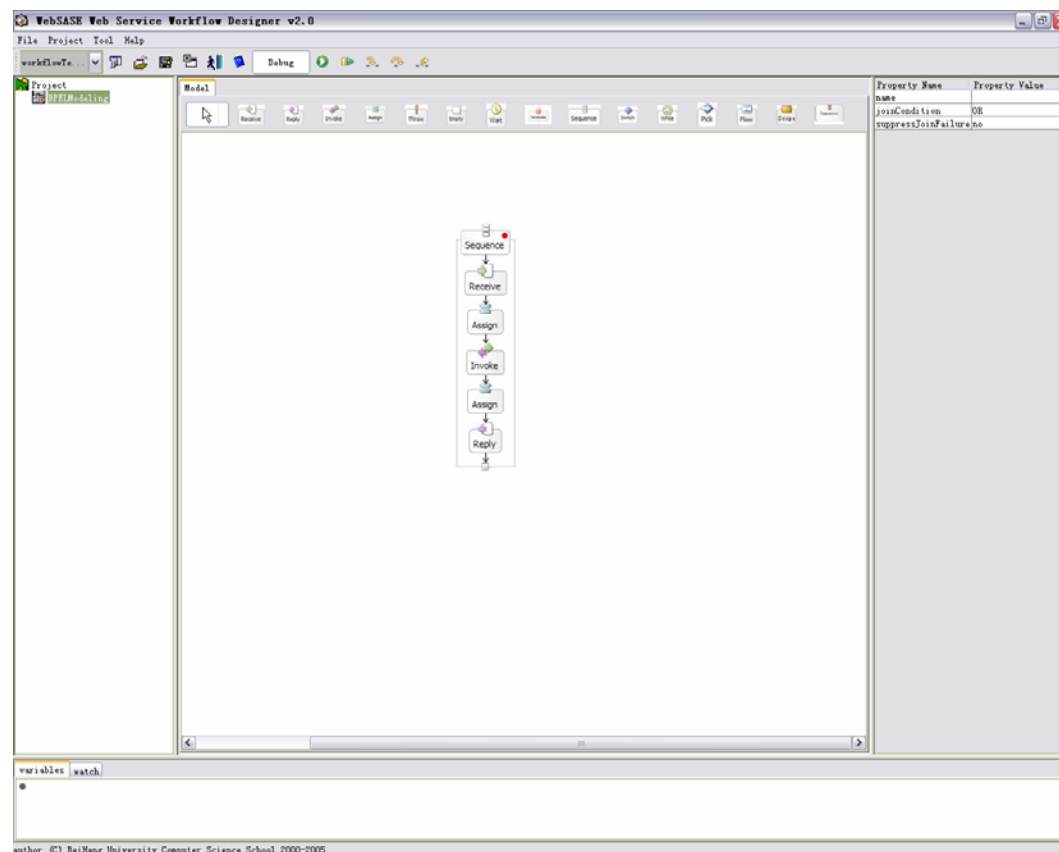 WebSASE Web Service Workflow Designer v2.0
File Project Tool Help
workflowTe... Debug
Project
BPELModeling
Model
Receive Reply Invoke Assign Throw Empty Wait Sequence Switch While Pick Flow Scope
Property Name Property Value
name
joinCondition OR
suppressJoinFailure no
Sequence
Receive
Assign
Invoke
Assign
Reply
variables watch
author (C) BeiHang University Computer Science School 2000-2005